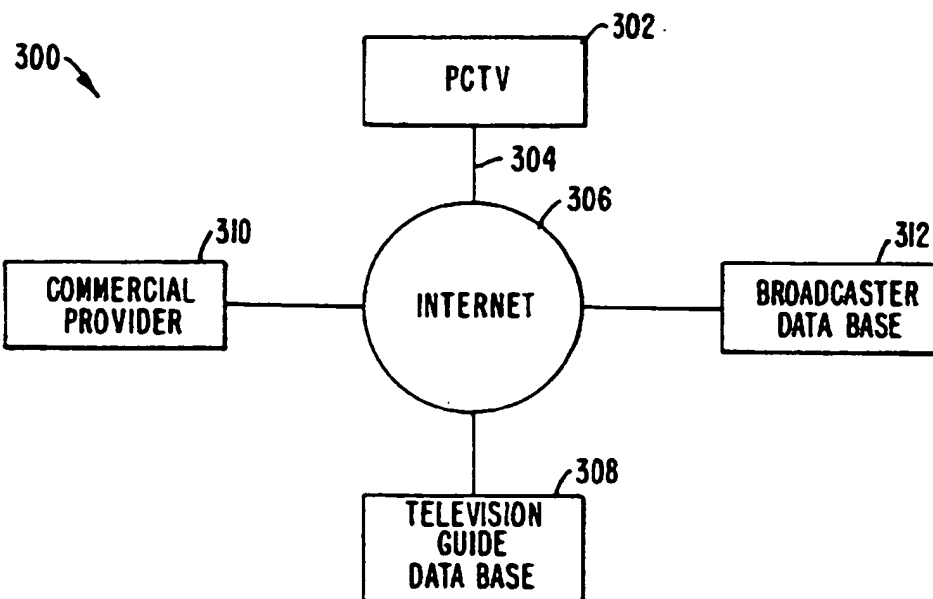 300
302
PCTV
304
306
310
312
COMMERCIAL
PROVIDER
INTERNET
BROADCASTER
DATA BASE
308
TELEVISION
GUIDE
DATA BASE